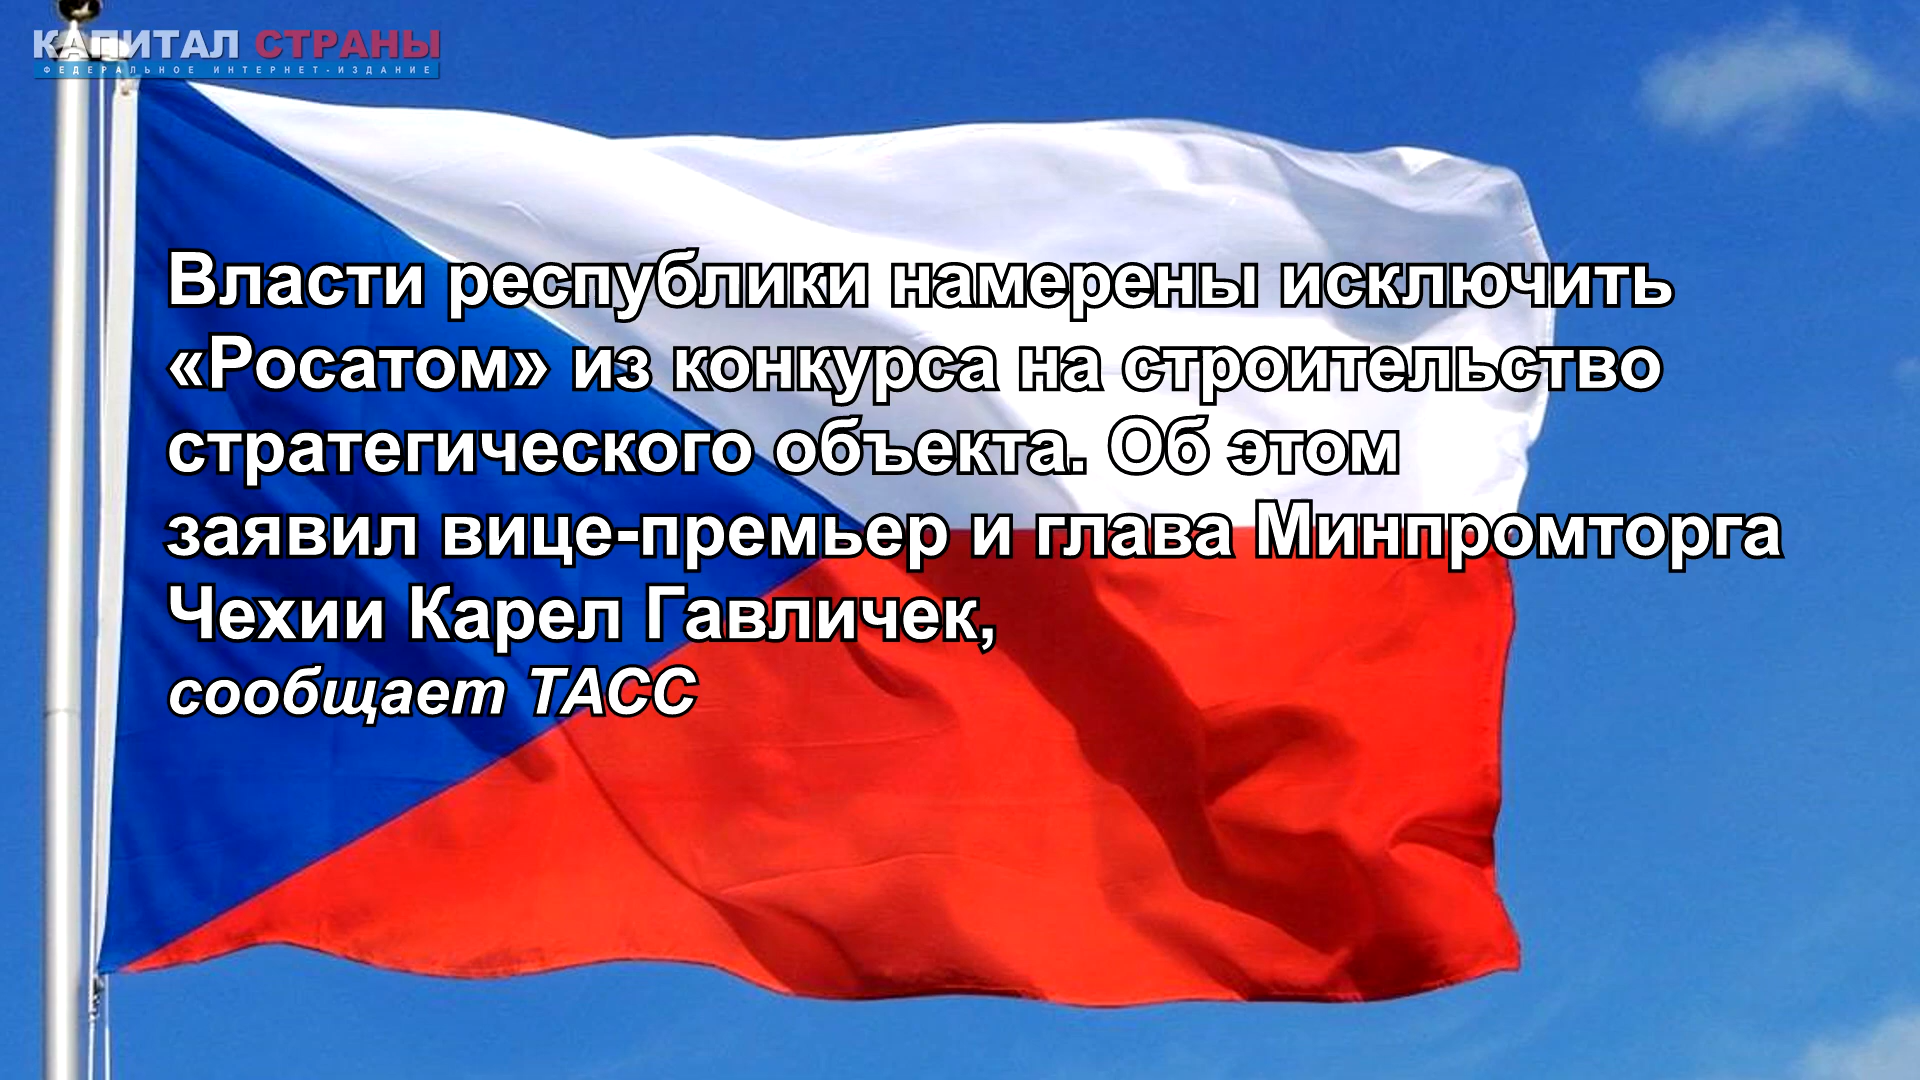 КАПИТАЛ СТРАНЫ
ФЕДЕРАЛЬНОЕ ИНТЕРНЕТ-ИЗДАНИЕ
Власти республики намерены исключить
«Росатом» из конкурса на строительство
стратегического объекта. Об этом
заявил вице-премьер и глава Минпромторга
Чехии Карел Гавличек,
сообщает ТАСС